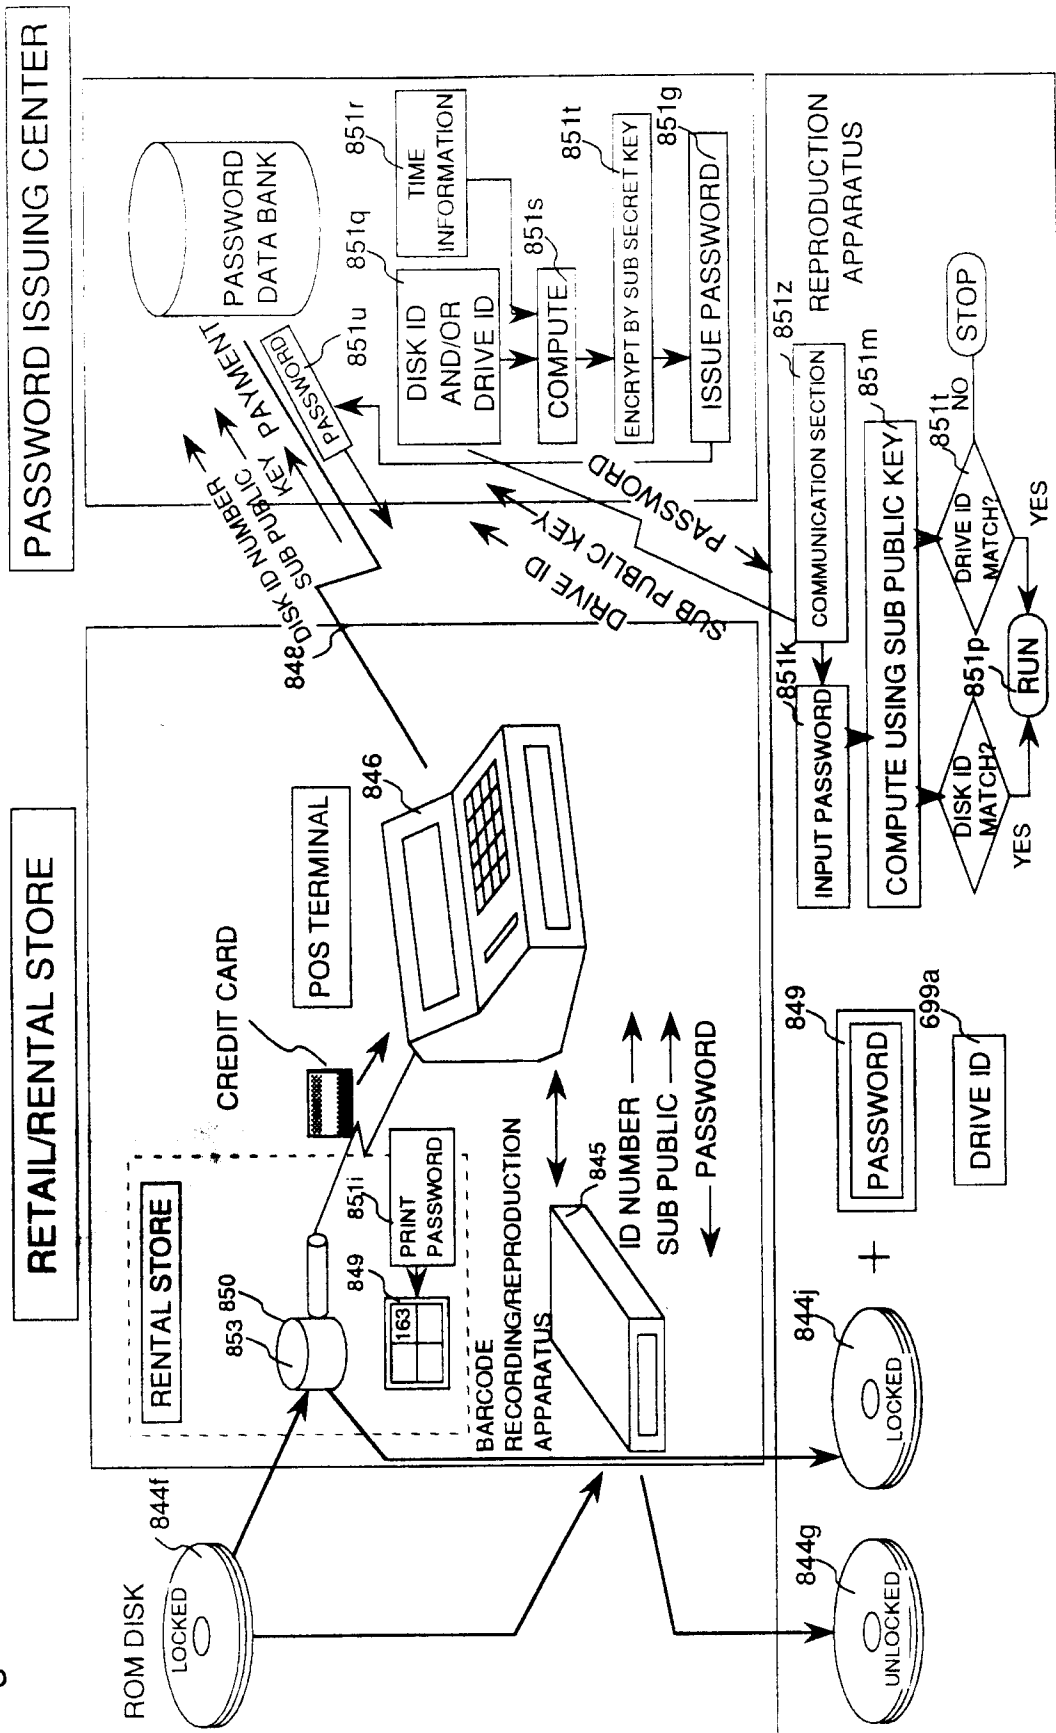 PASSWORD ISSUING CENTER
RETAIL/RENTAL STORE
ROM DISK
LOCKED
844f
RENTAL STORE
853
850
849
163
851i
PRINT
PASSWORD
CREDIT CARD
POS TERMINAL
846
BARCODE
RECORDING/REPRODUCTION
APPARATUS
845
ID NUMBER
SUB PUBLIC
PASSWORD
848
DISK ID NUMBER
SUB PUBLIC
KEY
PAYMENT
PASSWORD
851u
PASSWORD
DATA BANK
851q
DISK ID
AND/OR
DRIVE ID
851r
TIME
INFORMATION
851s
COMPUTE
851t
ENCRYPT BY SUB SECRET KEY
851g
ISSUE PASSWORD
DRIVE ID
SUB PUBLIC KEY
PASSWORD
844g
UNLOCKED
844j
LOCKED
+
849
PASSWORD
699a
DRIVE ID
REPRODUCTION
APPARATUS
851z
COMMUNICATION SECTION
851k
INPUT PASSWORD
851m
COMPUTE USING SUB PUBLIC KEY
DISK ID
MATCH?
YES
851p
RUN
851t
DRIVE ID
MATCH?
NO
STOP
YES